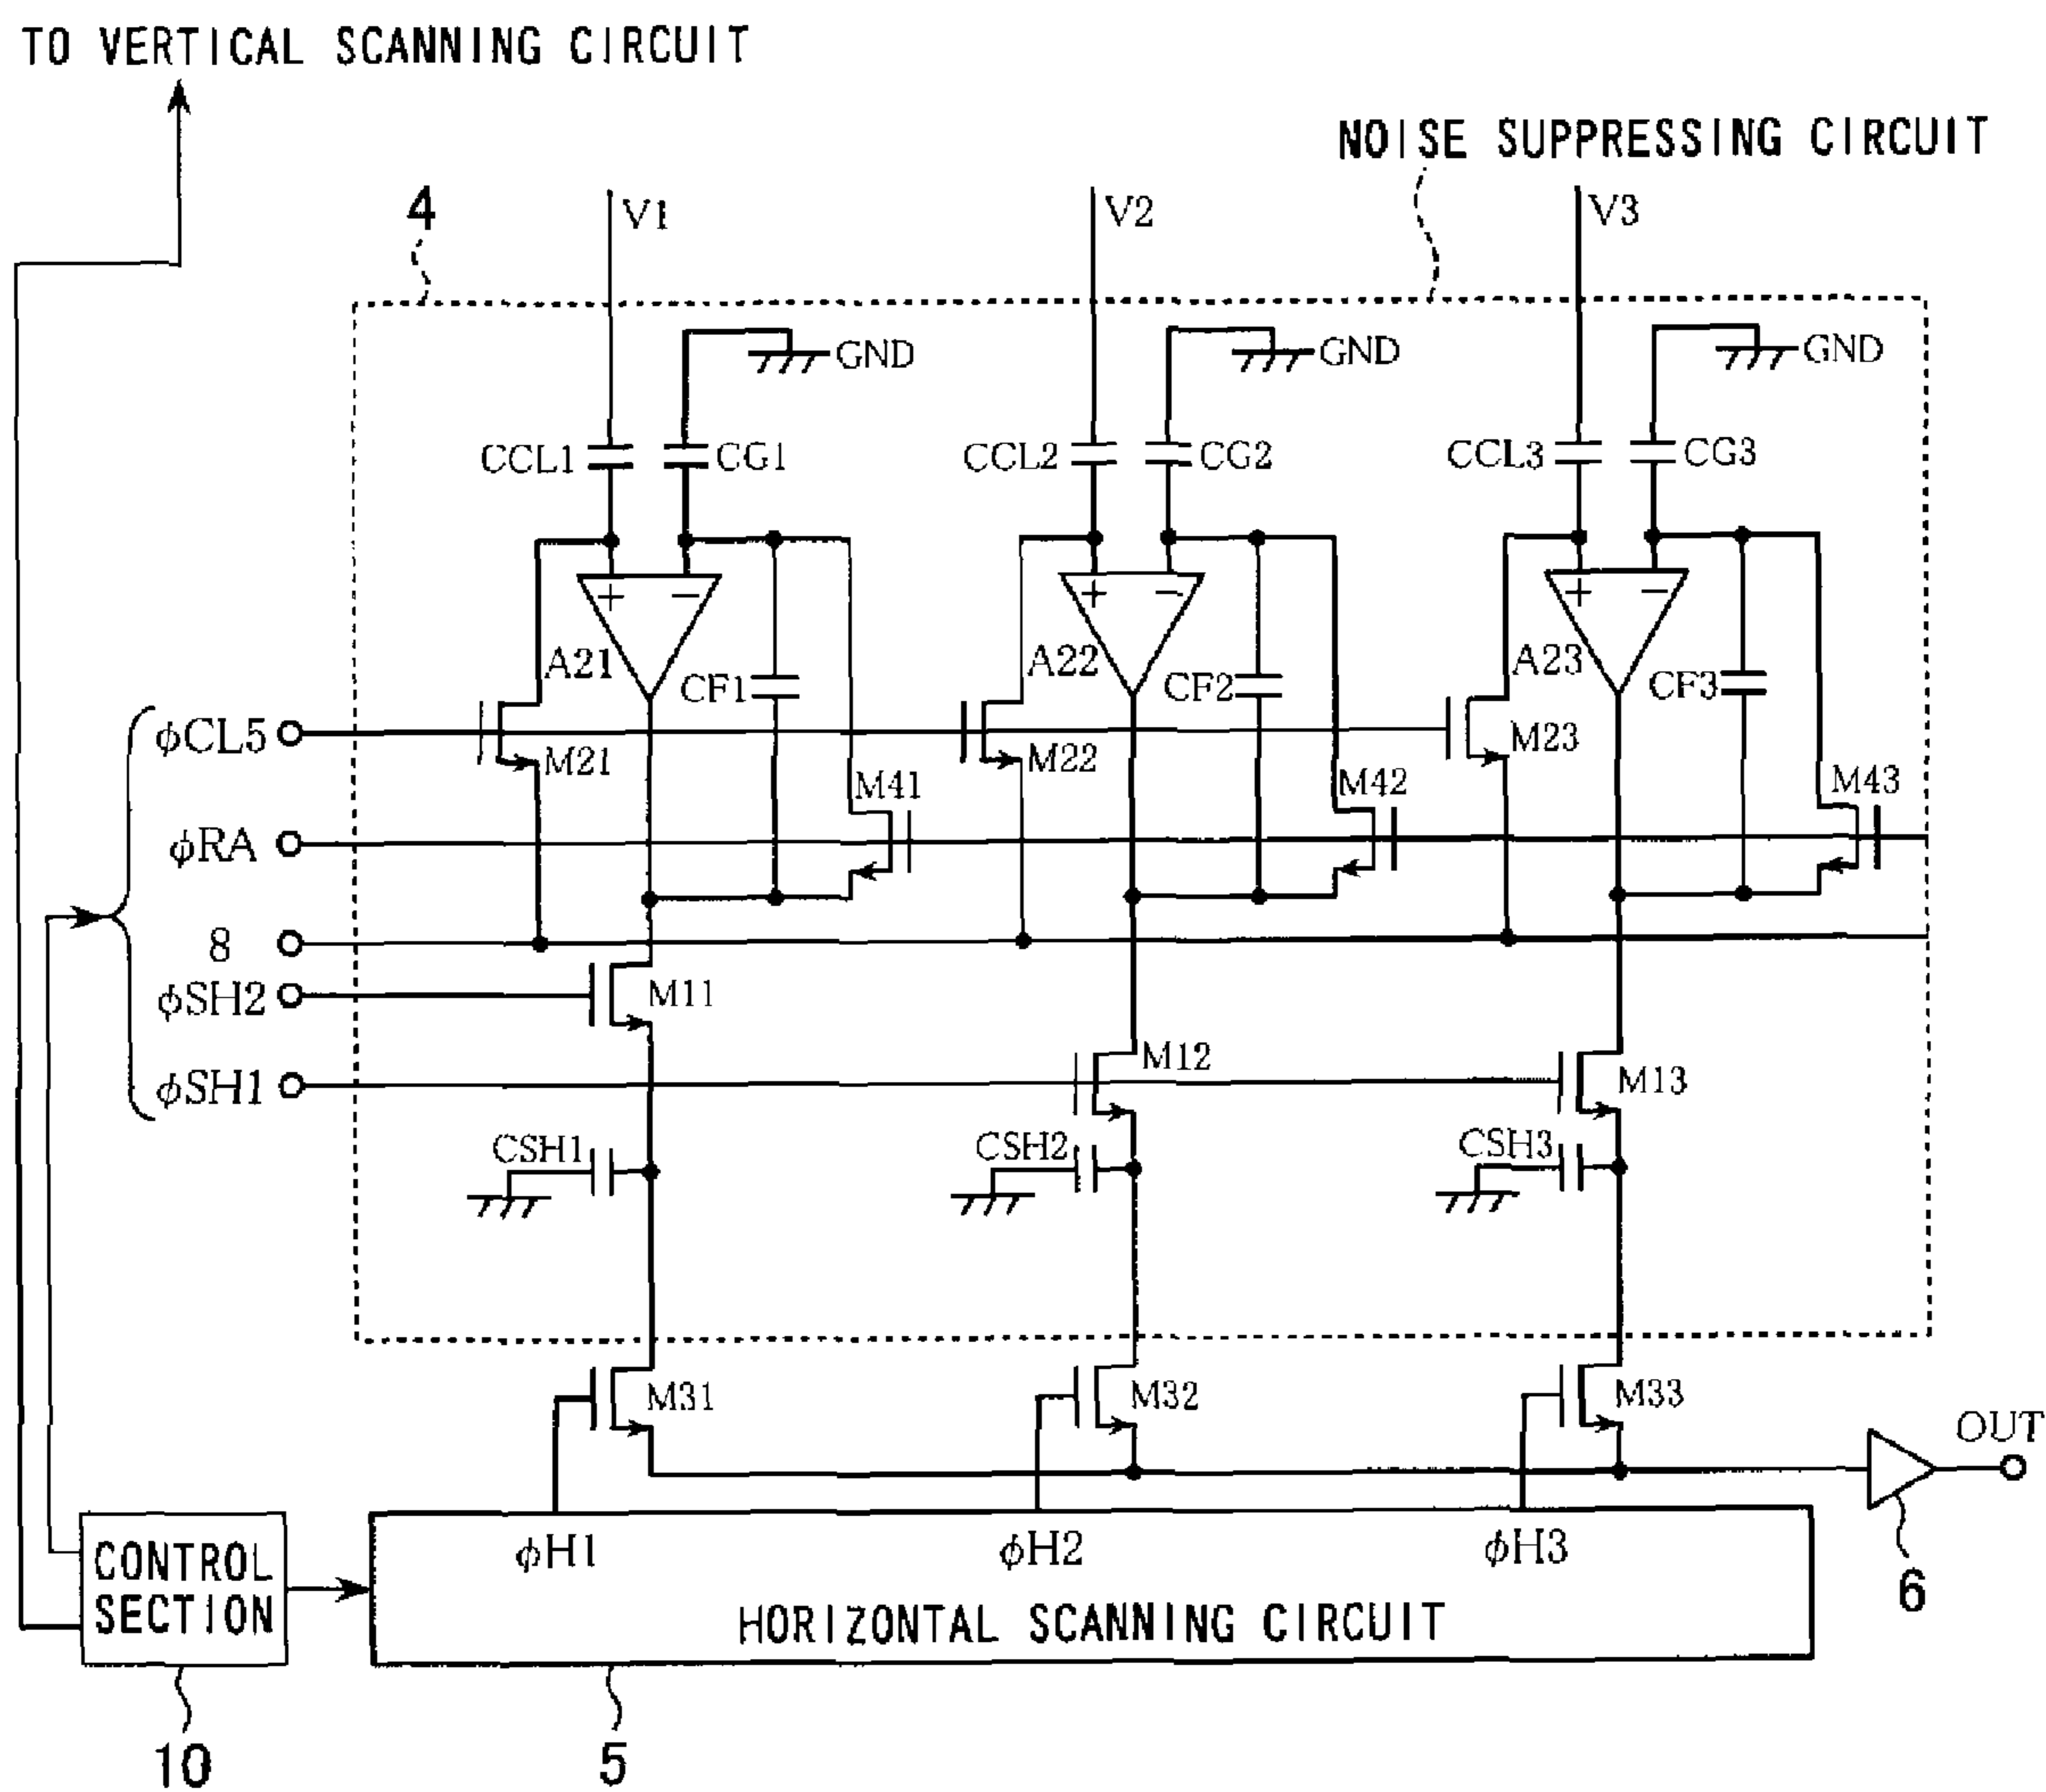 TO VERTICAL SCANNING CIRCUIT
NOISE SUPPRESSING CIRCUIT
4
V1
V2
V3
GND
GND
GND
CCL1
CG1
CCL2
CG2
CCL3
CG3
+
−
+
−
+
−
A21
CF1
A22
CF2
A23
CF3
φCL5
M21
M22
M23
M41
M42
M43
φRA
8
φSH2
M11
φSH1
M12
M13
CSH1
CSH2
CSH3
M31
M32
M33
OUT
φH1
φH2
φH3
CONTROL
SECTION
HORIZONTAL SCANNING CIRCUIT
6
10
5